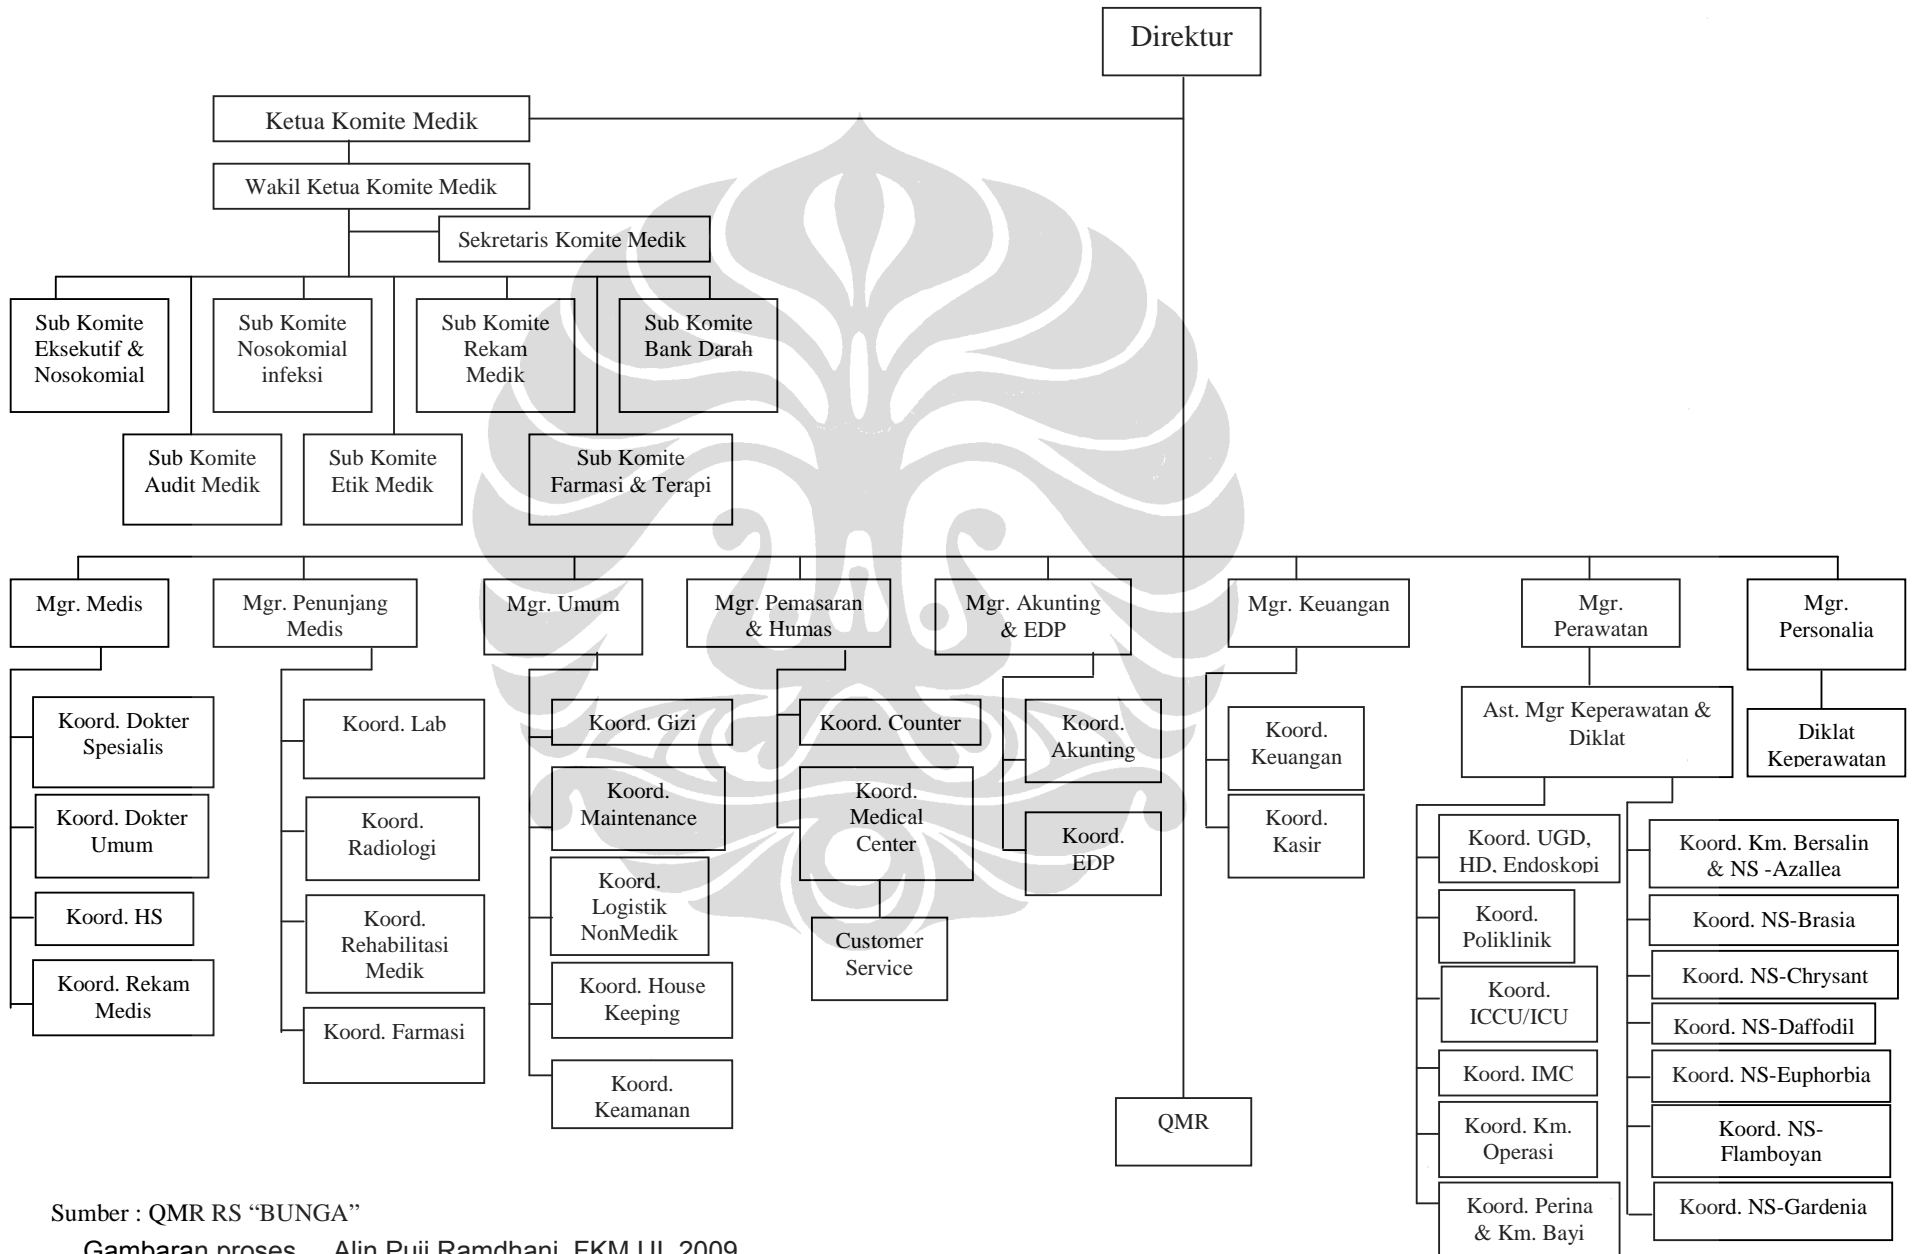 Direktur
Ketua Komite Medik
Wakil Ketua Komite Medik
Sekretaris Komite Medik
Sub Komite
Eksekutif &
Nosokomial
Sub Komite
Nosokomial
infeksi
Sub Komite
Rekam
Medik
Sub Komite
Bank Darah
Sub Komite
Audit Medik
Sub Komite
Etik Medik
Sub Komite
Farmasi & Terapi
Mgr. Medis
Mgr. Penunjang
Medis
Mgr. Umum
Mgr. Pemasaran
& Humas
Mgr. Akunting
& EDP
Mgr. Keuangan
Mgr.
Perawatan
Mgr.
Personalia
Koord. Dokter
Spesialis
Koord. Dokter
Umum
Koord. HS
Koord. Rekam
Medis
Koord. Lab
Koord.
Radiologi
Koord.
Rehabilitasi
Medik
Koord. Farmasi
Koord. Gizi
Koord.
Maintenance
Koord.
Logistik
NonMedik
Koord. House
Keeping
Koord.
Keamanan
Koord. Counter
Koord.
Medical
Center
Customer
Service
Koord.
Akunting
Koord.
EDP
Koord.
Keuangan
Koord.
Kasir
Ast. Mgr Keperawatan &
Diklat
Diklat
Keperawatan
Koord. UGD,
HD, Endoskopi
Koord.
Poliklinik
Koord.
ICCU/ICU
Koord. IMC
Koord. Km.
Operasi
Koord. Perina
& Km. Bayi
Koord. Km. Bersalin
& NS -Azallea
Koord. NS-Brasia
Koord. NS-Chrysant
Koord. NS-Daffodil
Koord. NS-Euphorbia
Koord. NS-
Flamboyan
Koord. NS-Gardenia
QMR
Sumber : QMR RS “BUNGA”
Gambaran proses..., Alin Puji Ramdhani, FKM UI, 2009